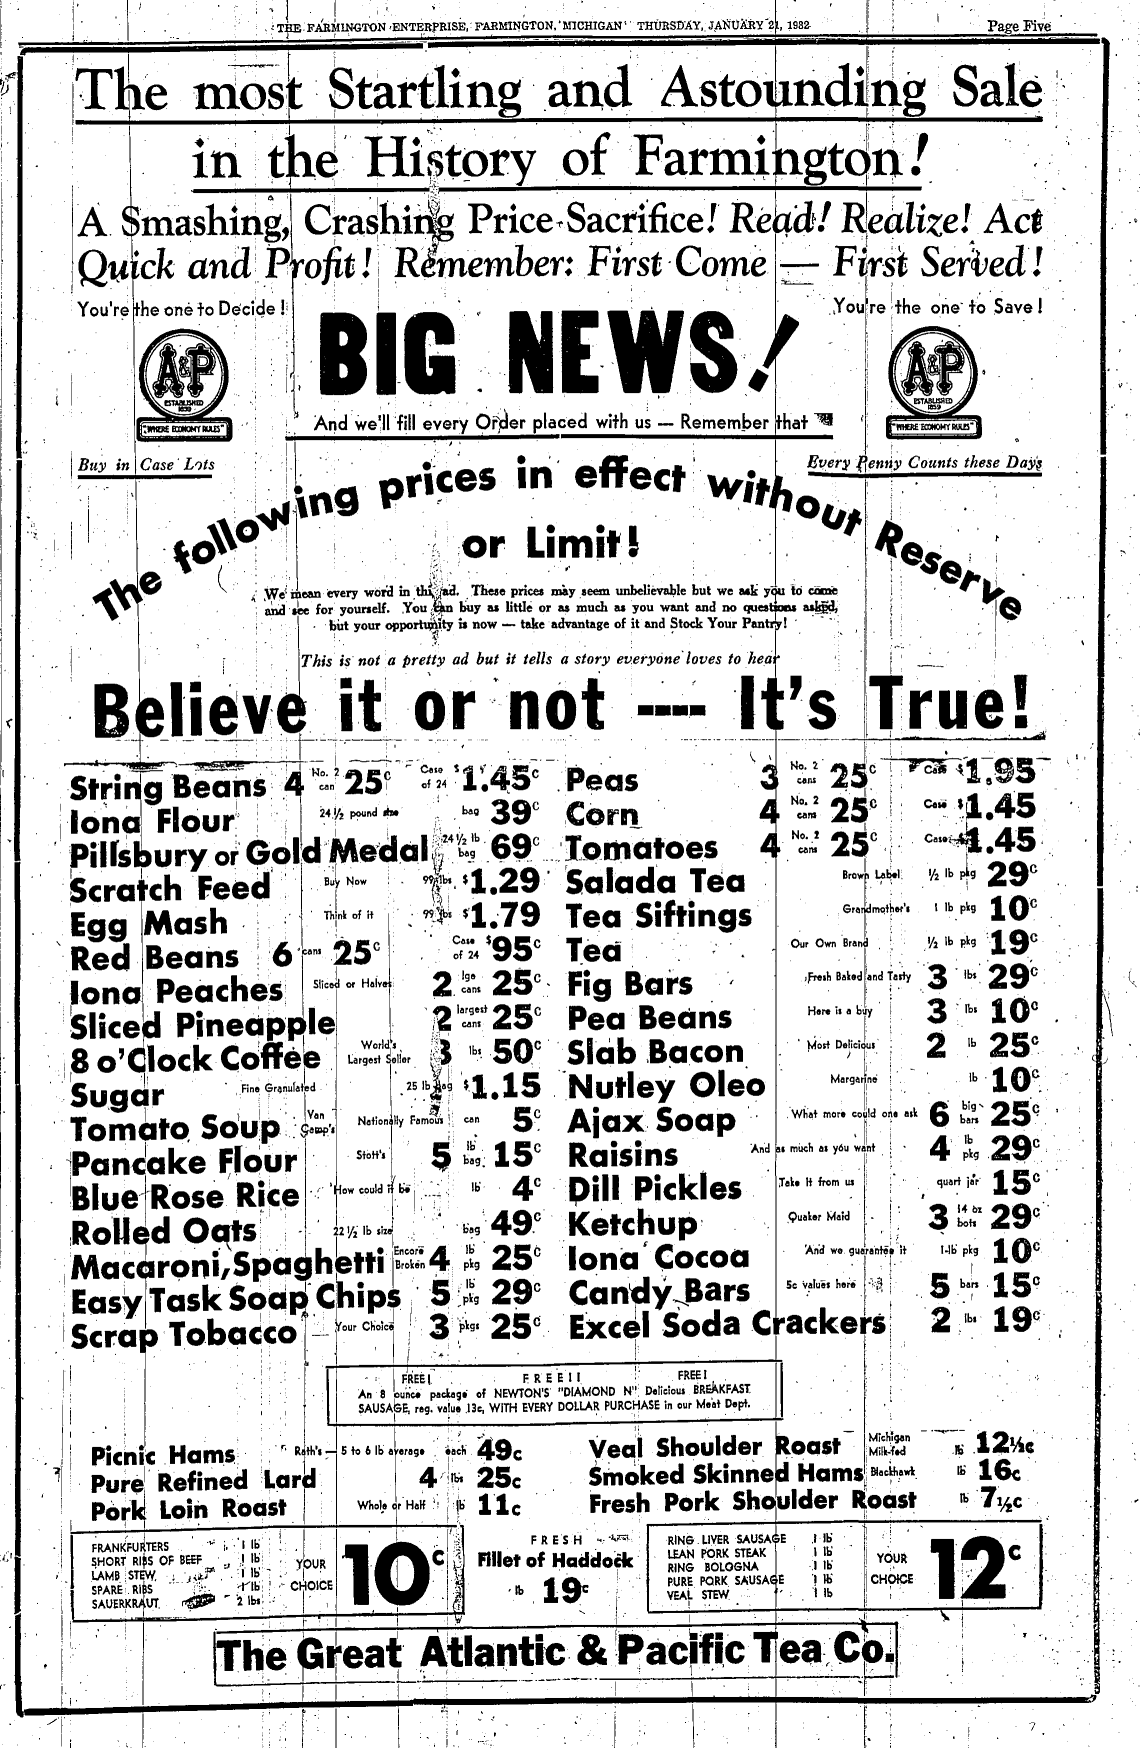 THE FARMINGTON ENTERPRISE, FARMINGTON, MICHIGAN THURSDAY, JANUARY 21, 1932
Page Five
The most Startling and Astounding Sale
in the History of Farmington!
A Smashing, Crashing Price Sacrifice! Read! Realize! Act
Quick and Profit! Remember: First Come — First Served!
You're the one to Decide!
You're the one to Save!
BIG NEWS!
A&P
ESTABLISHED
1859
"WHERE ECONOMY RULES"
A&P
ESTABLISHED
1859
"WHERE ECONOMY RULES"
And we'll fill every Order placed with us — Remember that
Buy in Case Lots
Every Penny Counts these Days
The following prices in effect without Reserve
or Limit!
We mean every word in this ad. These prices may seem unbelievable but we ask you to come
and see for yourself. You can buy as little or as much as you want and no questions asked,
but your opportunity is now — take advantage of it and Stock Your Pantry!
This is not a pretty ad but it tells a story everyone loves to hear
Believe it or not ---- It's True!
String Beans 4 No. 2 can 25c Case of 24 $1.45c
Iona Flour 24½ pound size bag 39c
Pillsbury or Gold Medal 24½ lb bag 69c
Scratch Feed Buy Now 99 lbs. $1.29
Egg Mash Think of it 99 lbs $1.79
Red Beans 6 cans 25c Case of 24 $95c
Iona Peaches Sliced or Halves 2 lge cans 25c
Sliced Pineapple 2 largest cans 25c
8 o'Clock Coffee World's Largest Seller 3 lbs 50c
Sugar Fine Granulated 25 lb bag $1.15
Tomato Soup Van Camp's Nationally Famous can 5c
Pancake Flour Stott's 5 lb bag 15c
Blue Rose Rice How could it be lb 4c
Rolled Oats 22½ lb size bag 49c
Macaroni, Spaghetti Encore Broken 4 lb pkg 25c
Easy Task Soap Chips 5 lb pkgs 29c
Scrap Tobacco — Your Choice 3 pkgs 25c
Peas 3 No. 2 cans 25c Case $1.95
Corn 4 No. 2 cans 25c Case $1.45
Tomatoes 4 No. 2 cans 25c Case $1.45
Salada Tea Brown Label ½ lb pkg 29c
Tea Siftings Grandmother's 1 lb pkg 10c
Tea Our Own Brand ½ lb pkg 19c
Fig Bars Fresh Baked and Tasty 3 lbs 29c
Pea Beans Here is a buy 3 lbs 10c
Slab Bacon Most Delicious 2 lb 25c
Nutley Oleo Margarine lb 10c
Ajax Soap What more could one ask 6 big bars 25c
Raisins And as much as you want 4 lb pkg 29c
Dill Pickles Take It from us quart jar 15c
Ketchup Quaker Maid 3 14 oz bots 29c
Iona Cocoa And we guarantee it 1-lb pkg 10c
Candy Bars 5c values here 5 bars 15c
Excel Soda Crackers 2 lbs 19c
FREE! FREE!! FREE!
An 8 ounce package of NEWTON'S "DIAMOND N" Delicious BREAKFAST
SAUSAGE, reg. value 13c, WITH EVERY DOLLAR PURCHASE in our Meat Dept.
Picnic Hams Rath's — 5 to 6 lb average each 49c
Pure Refined Lard 4 lbs 25c
Pork Loin Roast Whole or Half lb 11c
Veal Shoulder Roast Michigan Milk-fed lb 12½c
Smoked Skinned Hams Blackhawk lb 16c
Fresh Pork Shoulder Roast lb 7½c
FRANKFURTERS 1 lb
SHORT RIBS OF BEEF 1 lb
LAMB STEW 1 lb
SPARE RIBS 1 lb
SAUERKRAUT 2 lbs
YOUR
CHOICE
10c
FRESH
Fillet of Haddock
lb 19c
RING LIVER SAUSAGE 1 lb
LEAN PORK STEAK 1 lb
RING BOLOGNA 1 lb
PURE PORK SAUSAGE 1 lb
VEAL STEW 1 lb
YOUR
CHOICE
12c
The Great Atlantic & Pacific Tea Co.